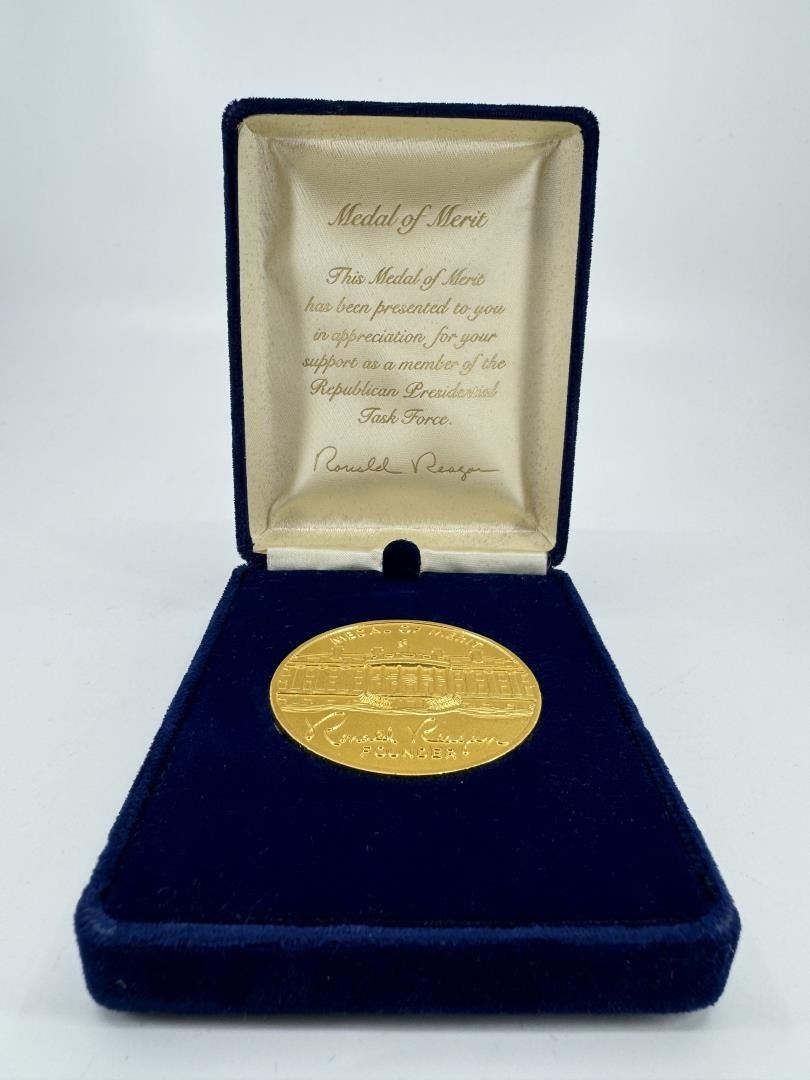 Medal of Merit
This Medal of Merit
has been presented to you
in appreciation for your
support as a member of the
Republican Presidential
Task Force.
Ronald Reagan
MEDAL OF MERIT
Ronald Reagan
FOUNDER